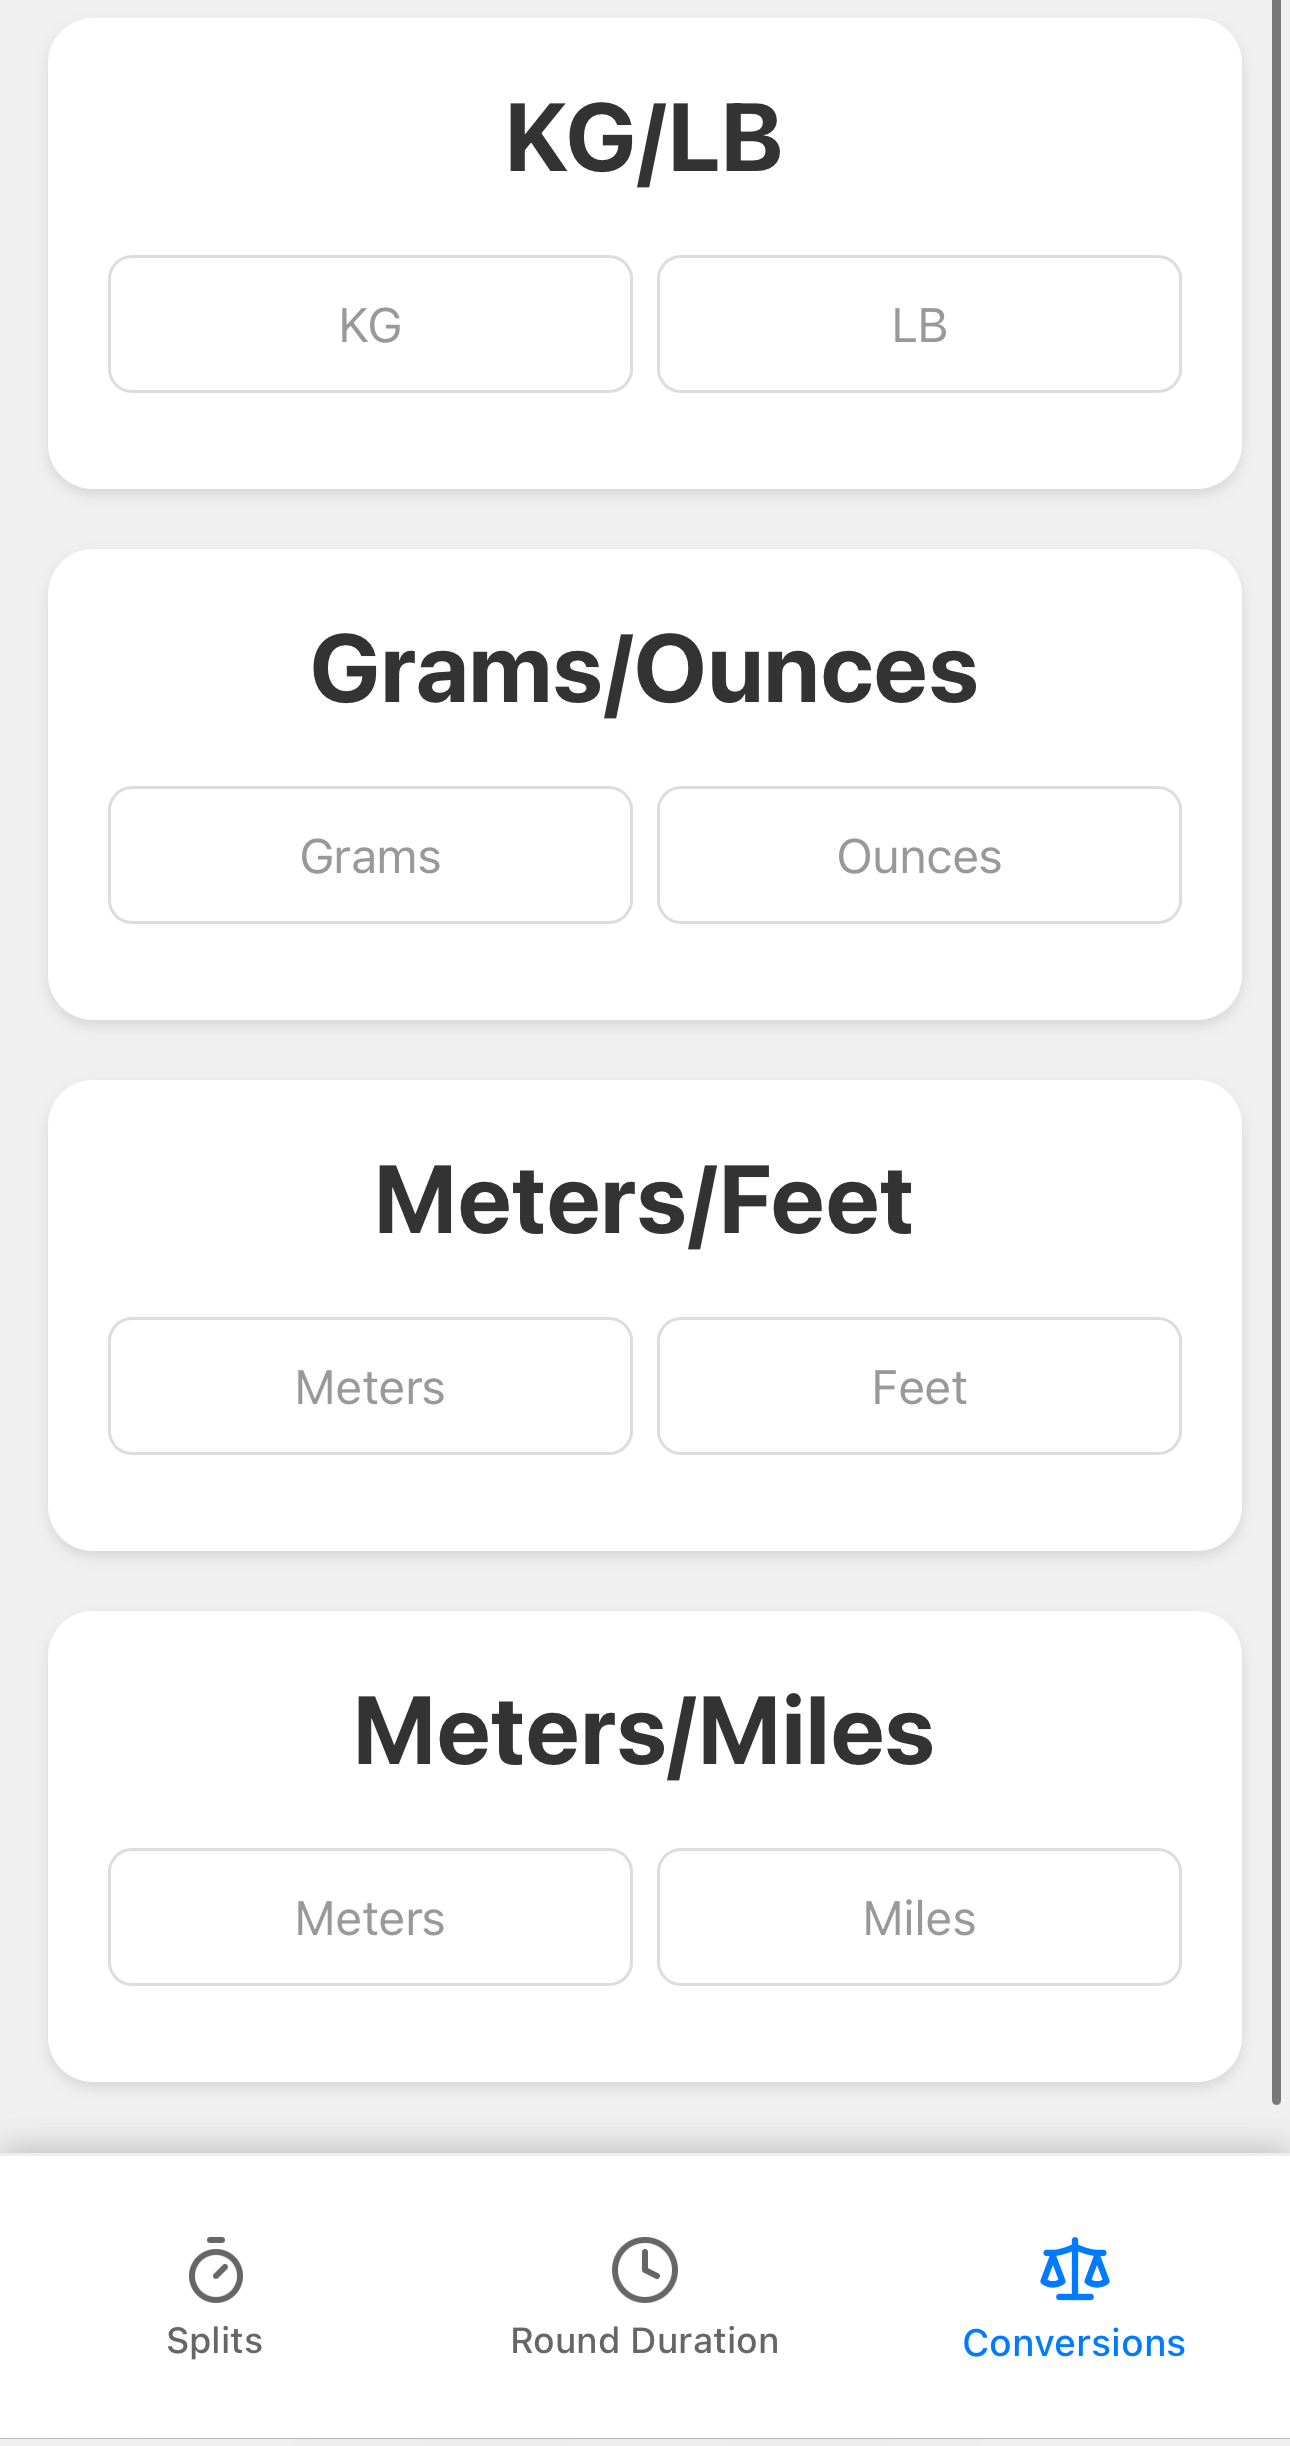 KG/LB
KG LB
Grams/Ounces
Grams Ounces
Meters/Feet
Meters Feet
Meters/Miles
Meters Miles
Splits Round Duration Conversions